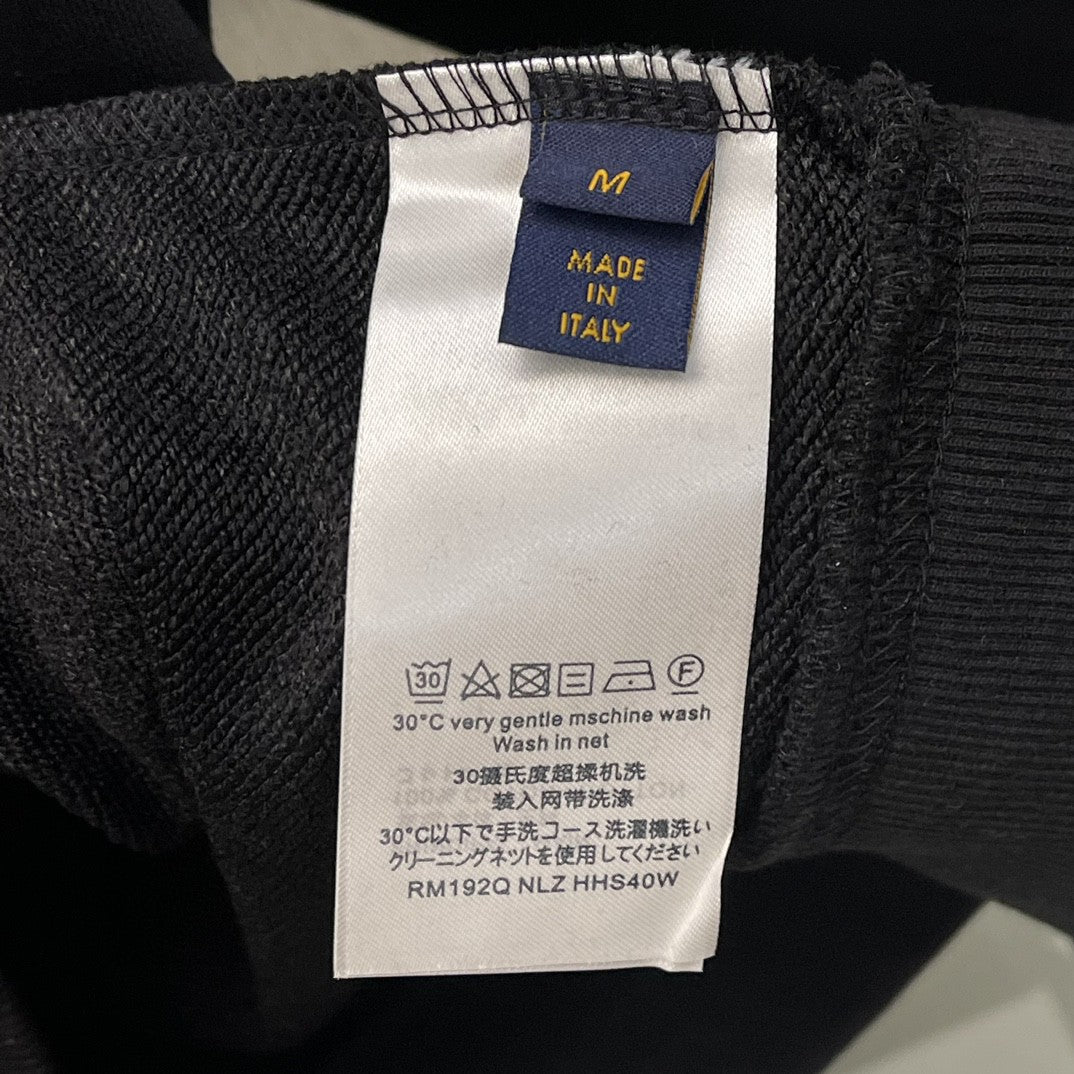 M
MADE
IN
ITALY
30
F
30°C very gentle mschine wash
Wash in net
30摄氏度超操机洗
装入网带洗涤
30°C以下で手洗コース洗濯機洗い
クリーニングネットを使用してください
RM192Q NLZ HHS40W